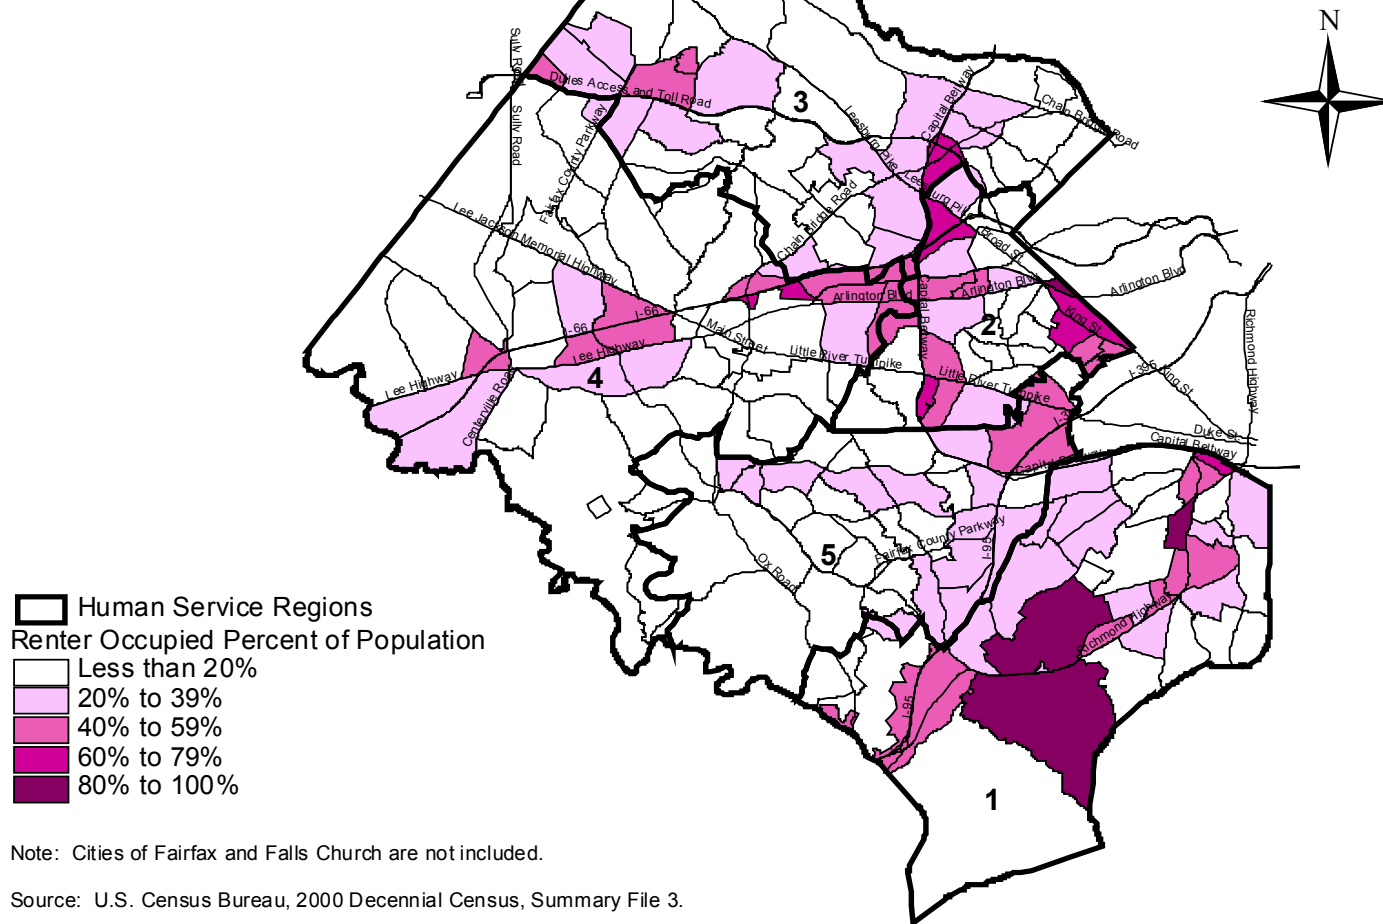 N
Sully Road
Dulles Access and Toll Road
3
Capital Beltway
Chain Bridge Road
Leesburg Pike
Sully Road
Fairfax County Parkway
Leesburg Pike
Chain Bridge Road
Lee Jackson Memorial Highway
Broad St.
Arlington Blvd
Arlington Blvd
Arlington Blvd
I-66
I-66
Capital Beltway
King St.
2
Main Street
Richmond Highway
Lee Highway
Little River Turnpike
I-395
King St.
Little River Turnpike
Lee Highway
4
Centerville Road
Duke St.
Capital Beltway
Capital Beltway
Fairfax County Parkway
I-95
5
Ox Road
Richmond Highway
I-95
1
Human Service Regions
Renter Occupied Percent of Population
Less than 20%
20% to 39%
40% to 59%
60% to 79%
80% to 100%
Note: Cities of Fairfax and Falls Church are not included.
Source: U.S. Census Bureau, 2000 Decennial Census, Summary File 3.